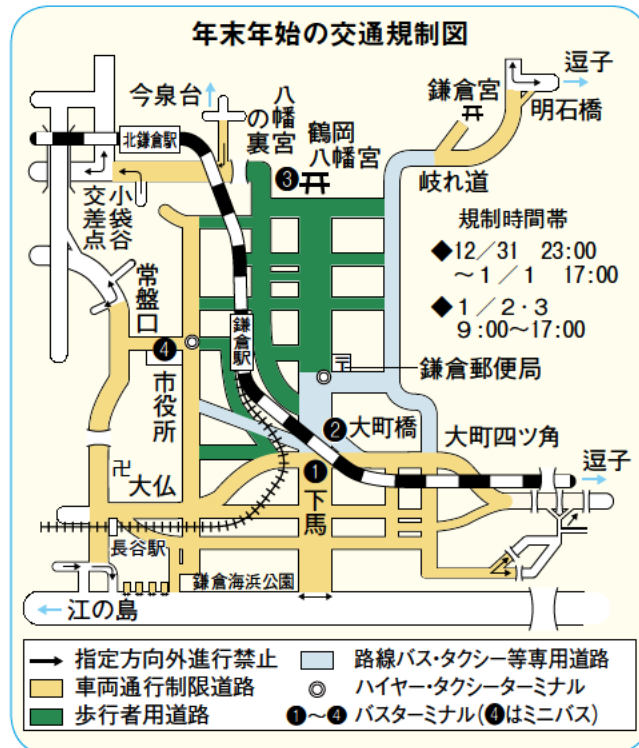 年末年始の交通規制図
逗子
今泉台
八幡宮の裏
鶴岡八幡宮
鎌倉宮
明石橋
北鎌倉駅
❸
岐れ道
小袋谷交差点
規制時間帯
◆12/31 23:00
～1/1 17:00
◆1/2・3
9:00～17:00
常盤口
鎌倉駅
❹
市役所
〒
鎌倉郵便局
❷
大町橋
大町四ツ角
卍
大仏
❶
下馬
逗子
長谷駅
鎌倉海浜公園
江の島
指定方向外進行禁止
路線バス・タクシー等専用道路
車両通行制限道路
ハイヤー・タクシーターミナル
歩行者用道路
❶～❹ バスターミナル(❹はミニバス)